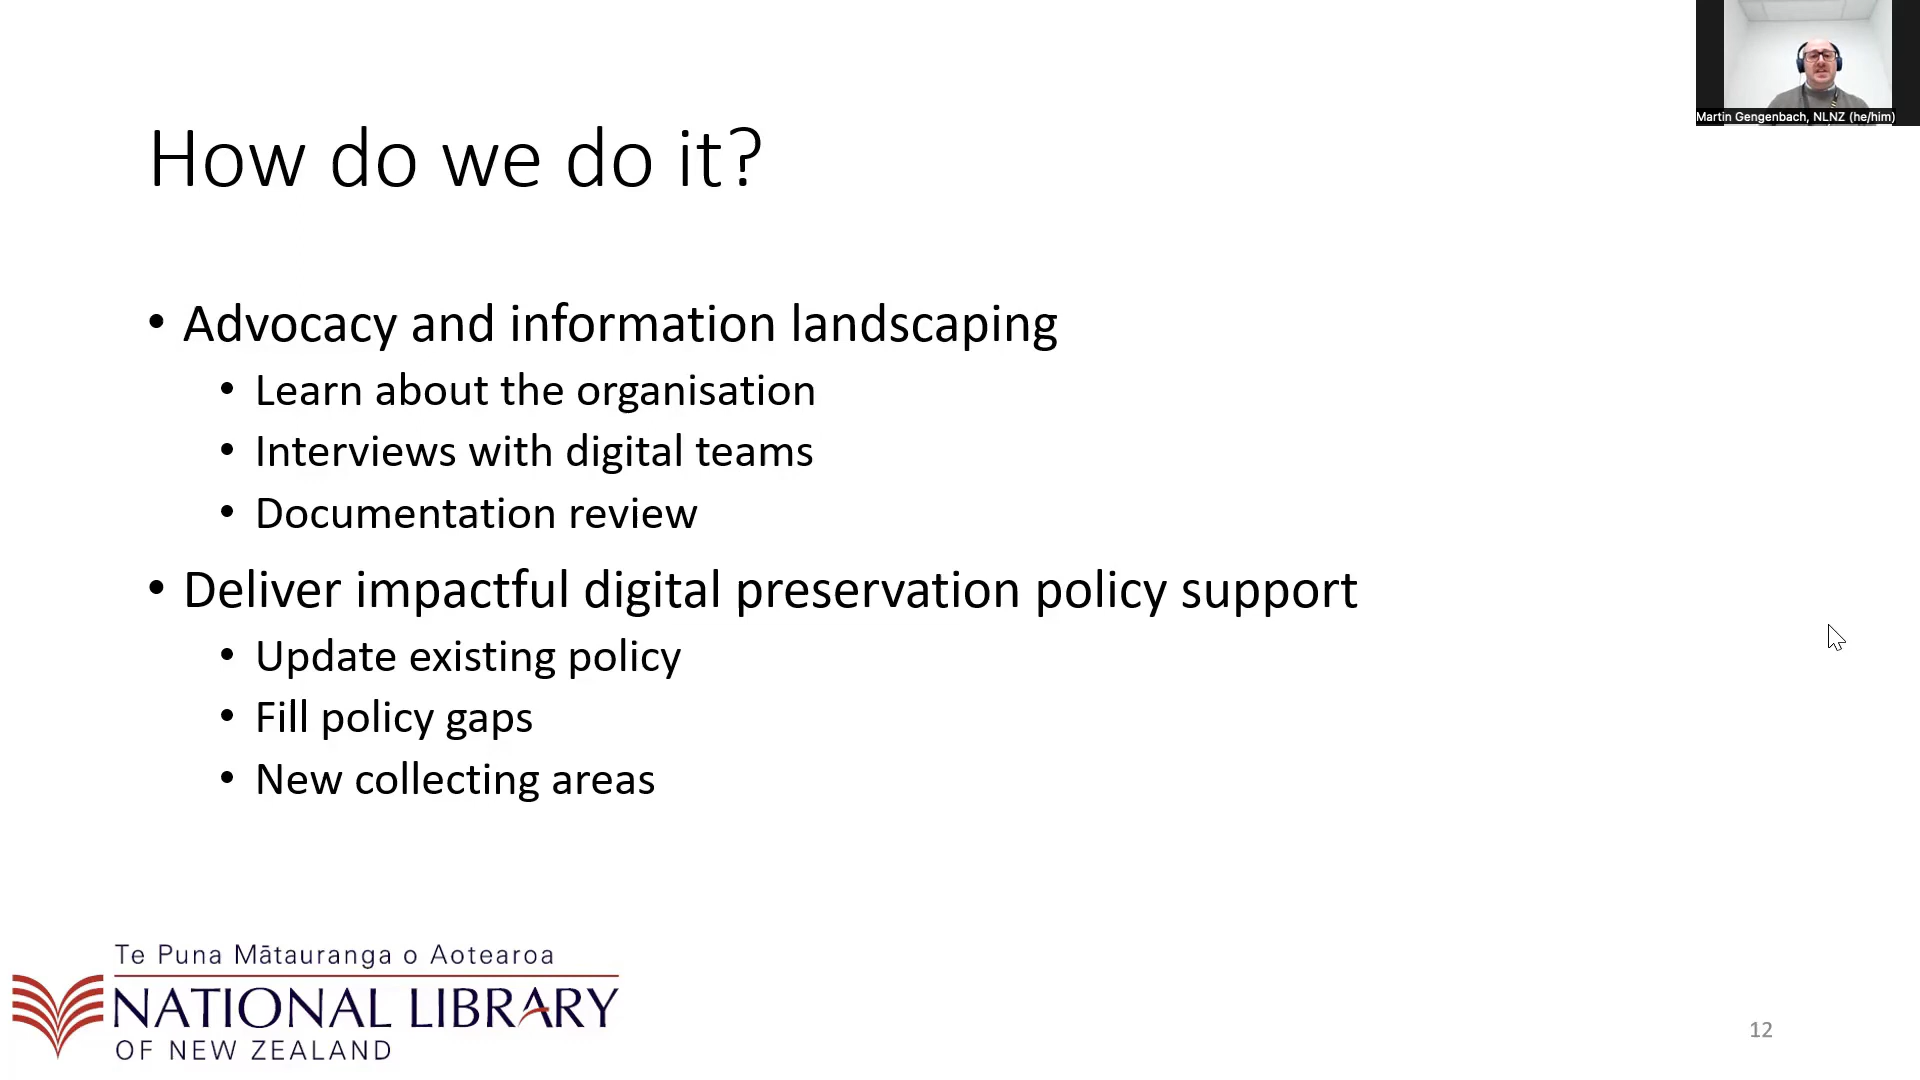 Martin Gengenbach, NLNZ (he/him)
How do we do it?
• Advocacy and information landscaping
• Learn about the organisation
• Interviews with digital teams
• Documentation review
• Deliver impactful digital preservation policy support
• Update existing policy
• Fill policy gaps
• New collecting areas
Te Puna Mātauranga o Aotearoa
NATIONAL LIBRARY
OF NEW ZEALAND
12